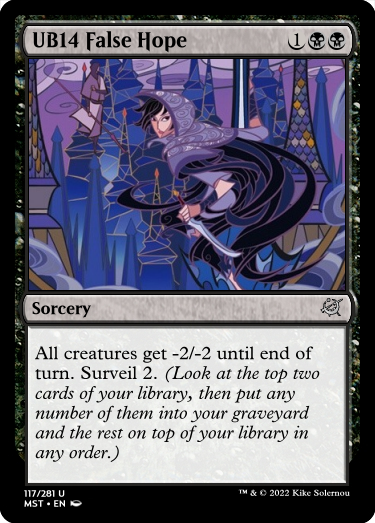 UB14 False Hope 1
Sorcery
All creatures get -2/-2 until end of
turn. Surveil 2. (Look at the top two
cards of your library, then put any
number of them into your graveyard
and the rest on top of your library in
any order.)
117/281 U
MST • EN
™ & © 2022 Kike Solernou